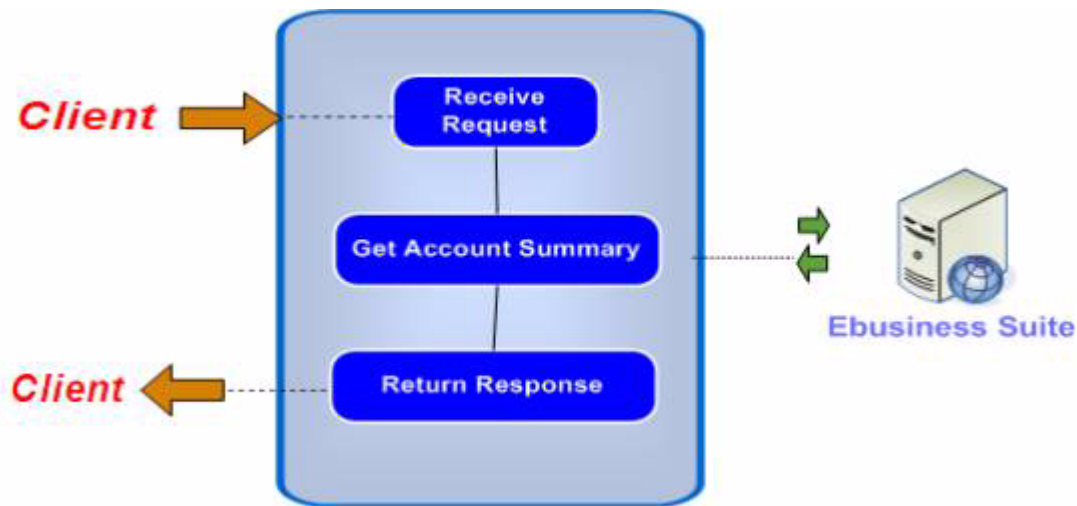 Client
Receive
Request
Get Account Summary
Ebusiness Suite
Client
Return Response